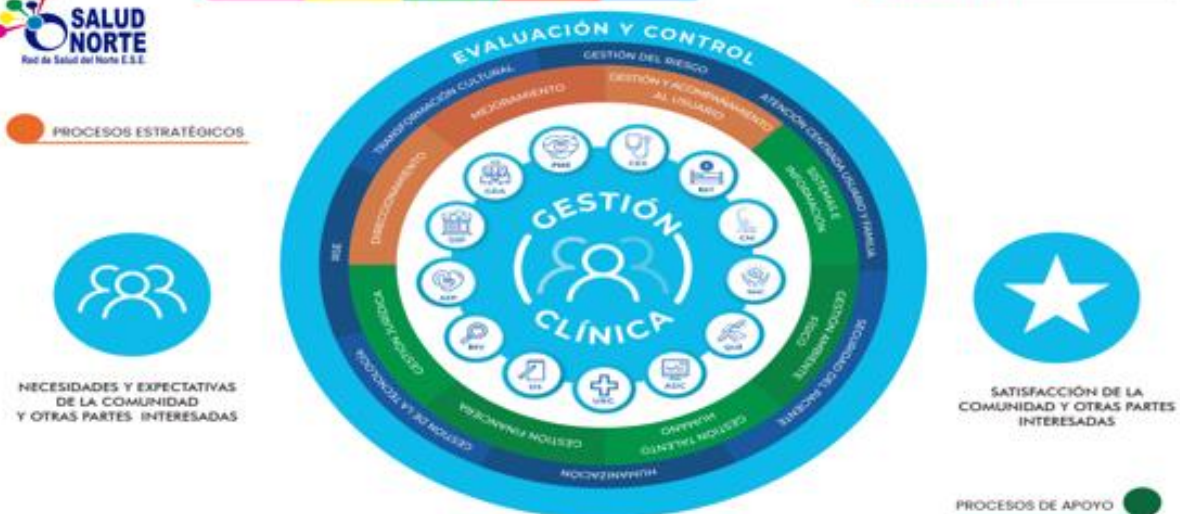 SALUD
NORTE
Red de Salud del Norte E.S.E.
PROCESOS ESTRATÉGICOS
NECESIDADES Y EXPECTATIVAS
DE LA COMUNIDAD
Y OTRAS PARTES INTERESADAS
EVALUACIÓN Y CONTROL
TRANSFORMACIÓN CULTURAL
GESTIÓN DEL RIESGO
ATENCIÓN CENTRADA USUARIO Y FAMILIA
SEGURIDAD DEL PACIENTE
HUMANIZACIÓN
GESTIÓN DE LA TECNOLOGÍA
DIRECCIONAMIENTO
MEJORAMIENTO
GESTIÓN Y ACOMPAÑAMIENTO
AL USUARIO
SISTEMAS E
INFORMACIÓN
GESTIÓN AMBIENTE
FÍSICO
GESTIÓN TALENTO
HUMANO
GESTIÓN FINANCIERA
GESTIÓN JURÍDICA
GESTIÓN
CLÍNICA
URG
SATISFACCIÓN DE LA
COMUNIDAD Y OTRAS PARTES
INTERESADAS
PROCESOS DE APOYO